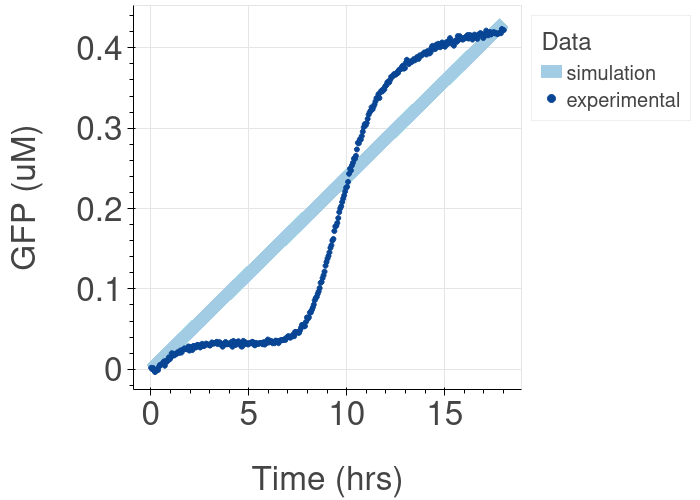 0.4
0.3
0.2
0.1
0
GFP (uM)
0 5 10 15
Time (hrs)
Data
simulation
experimental